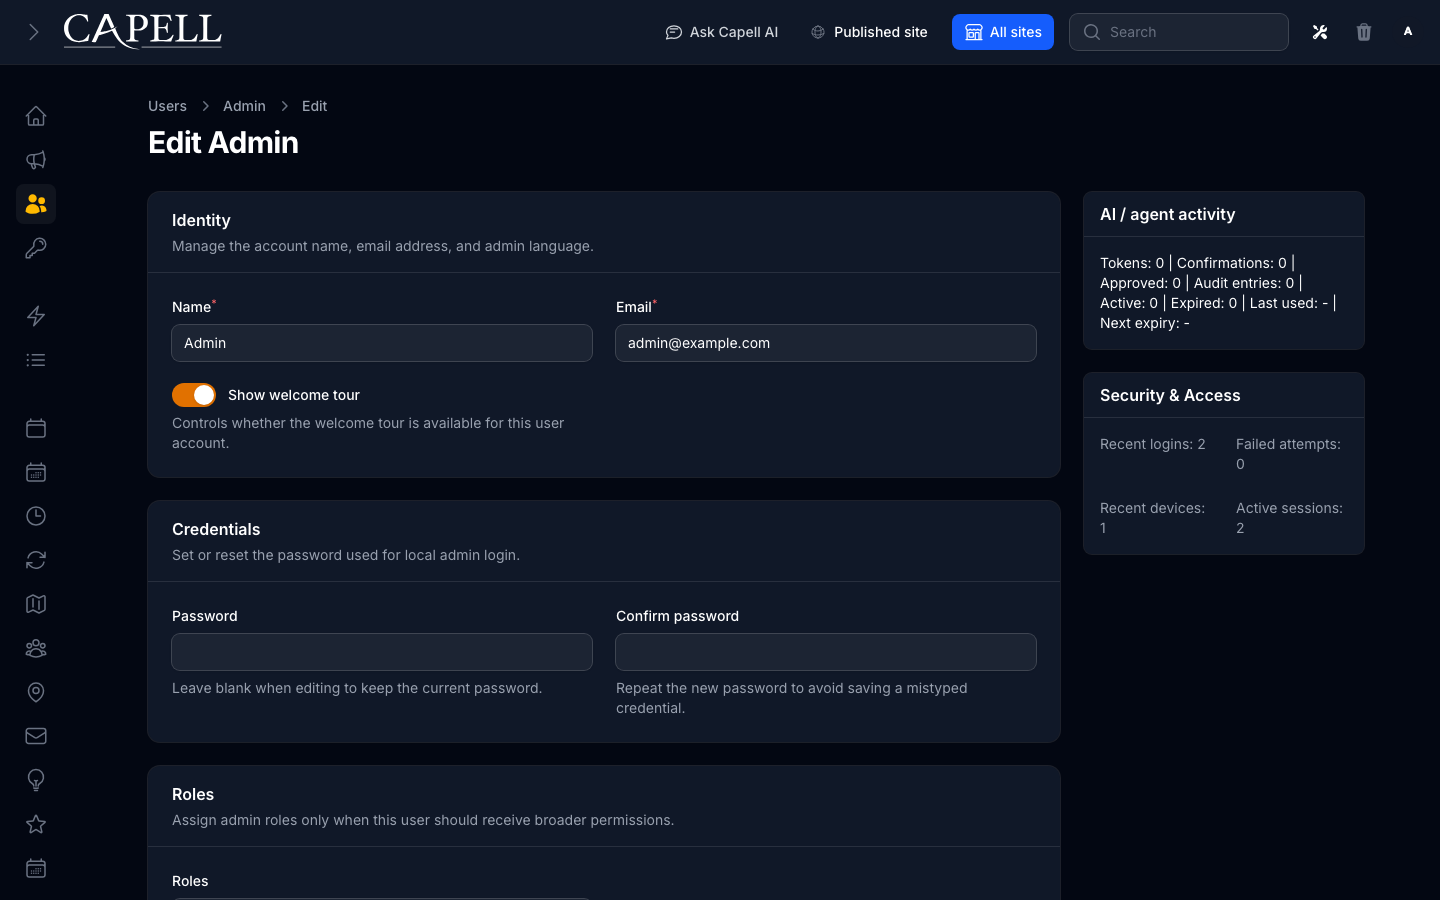 CAPELL
Ask Capell AI
Published site
All sites
Search
A
Users
Admin
Edit
Edit Admin
Identity
Manage the account name, email address, and admin language.
Name*
Email*
Admin
admin@example.com
Show welcome tour
Controls whether the welcome tour is available for this user
account.
Credentials
Set or reset the password used for local admin login.
Password
Confirm password
Leave blank when editing to keep the current password.
Repeat the new password to avoid saving a mistyped
credential.
Roles
Assign admin roles only when this user should receive broader permissions.
Roles
AI / agent activity
Tokens: 0 | Confirmations: 0 |
Approved: 0 | Audit entries: 0 |
Active: 0 | Expired: 0 | Last used: - |
Next expiry: -
Security & Access
Recent logins: 2
Failed attempts:
0
Recent devices:
1
Active sessions:
2